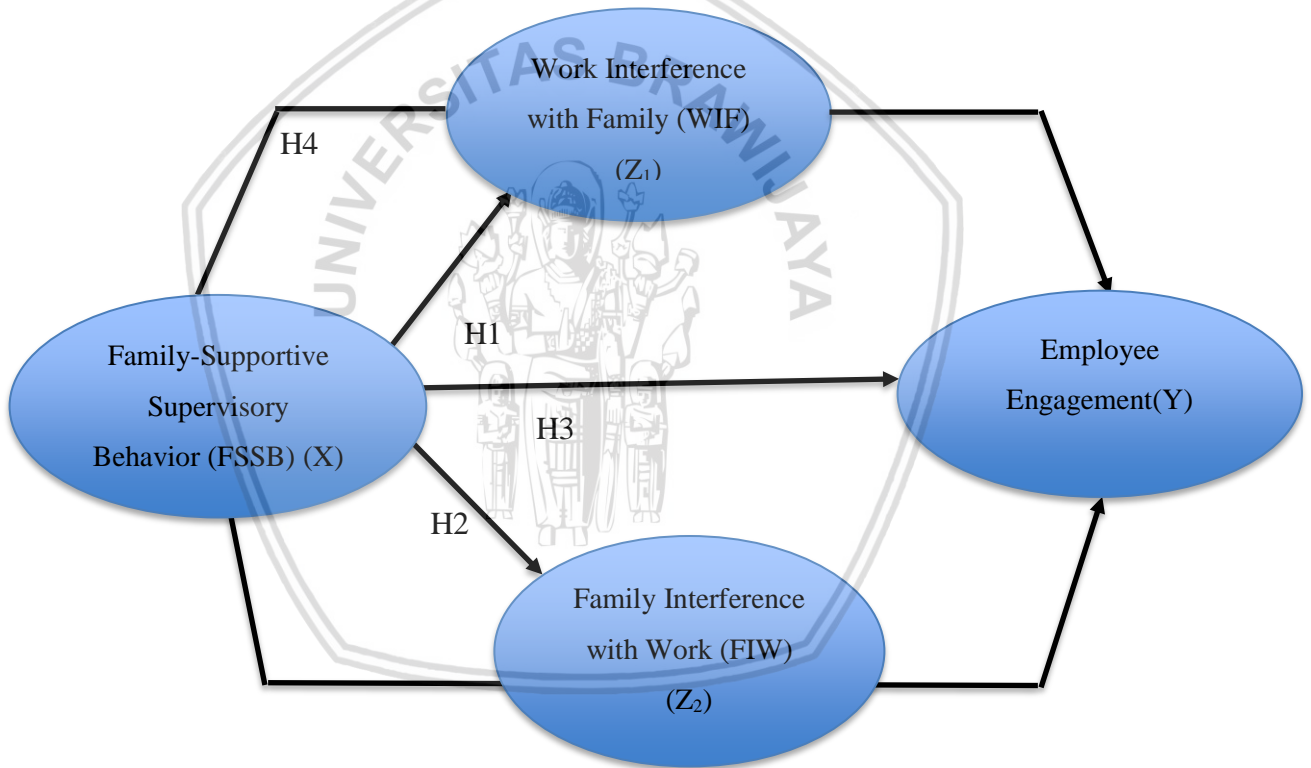 UNIVERSITAS BRAWIJAYA
Work Interference
with Family (WIF)
(Z₁)
H4
H1
Family-Supportive
Supervisory
Behavior (FSSB) (X)
Employee
Engagement(Y)
H3
H2
Family Interference
with Work (FIW)
(Z₂)